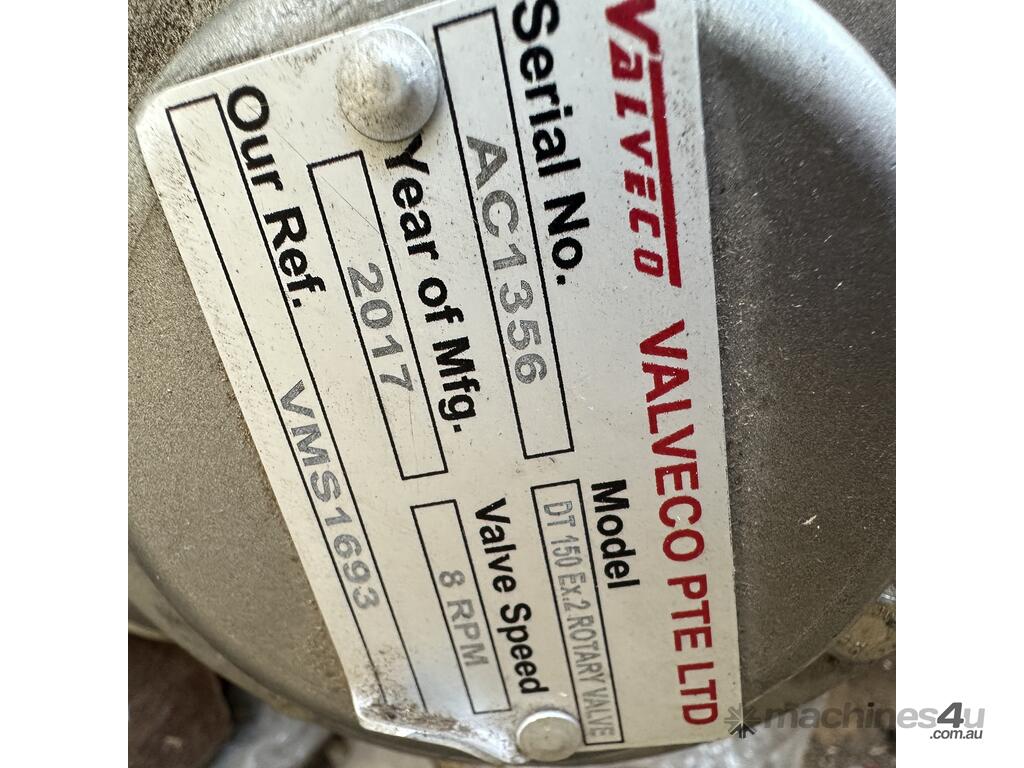 VALVECO VALVECO PTE LTD
Serial No. Model
AC1356 DT 150 Ex.2 ROTARY VALVE
Year of Mfg. Valve Speed
2017 8 RPM
Our Ref.
VMS1693
machines4u
.com.au